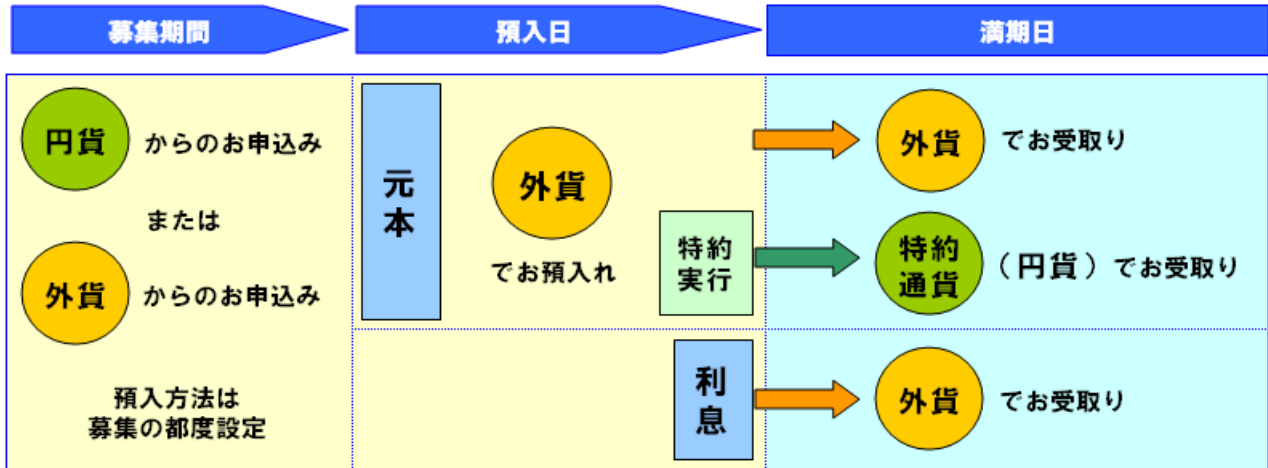 募集期間
預入日
満期日
円貨 からのお申込み
または
外貨 からのお申込み
預入方法は
募集の都度設定
元本
外貨
でお預入れ
特約
実行
利息
外貨 でお受取り
特約
通貨 (円貨) でお受取り
外貨 でお受取り